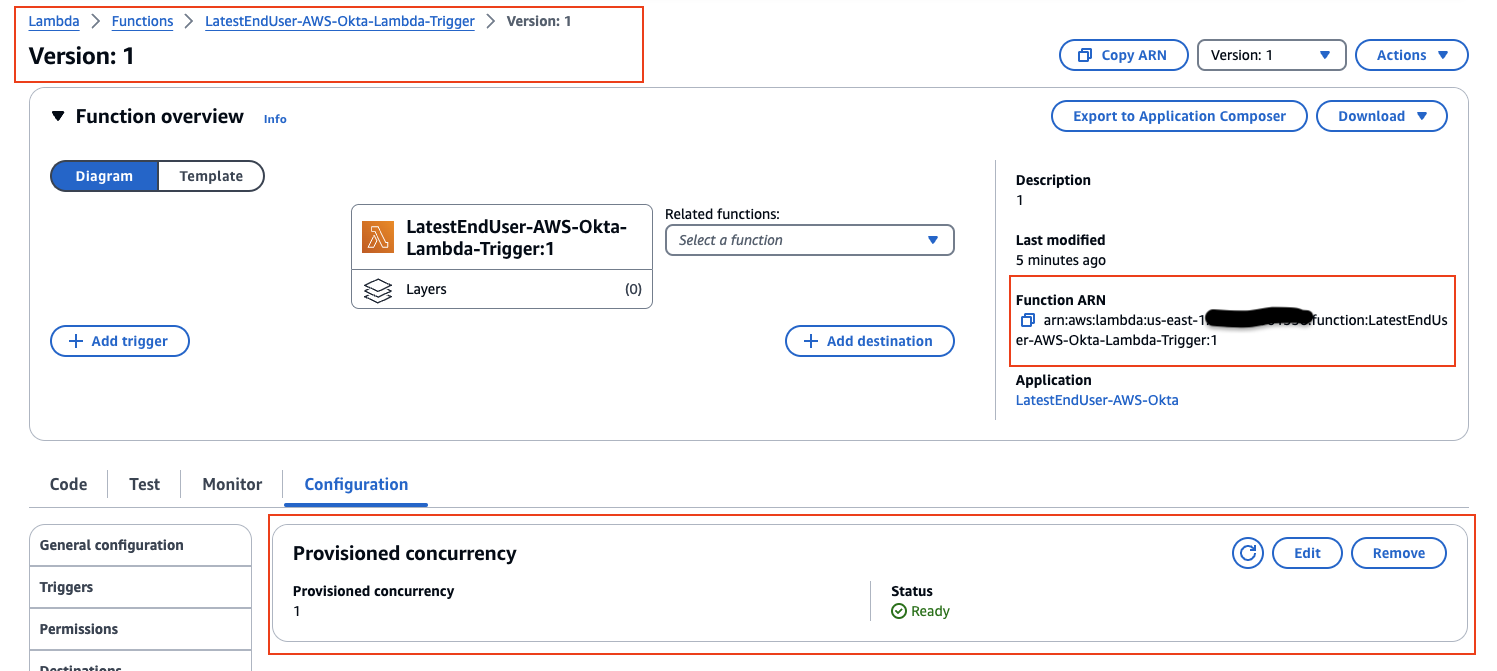 Lambda > Functions > LatestEndUser-AWS-Okta-Lambda-Trigger > Version: 1
Version: 1
Copy ARN
Version: 1
Actions
Function overview Info
Export to Application Composer
Download
Diagram
Template
LatestEndUser-AWS-Okta-
Lambda-Trigger:1
Layers (0)
Related functions:
Select a function
Add trigger
Add destination
Description
1
Last modified
5 minutes ago
Function ARN
arn:aws:lambda:us-east-1 :function:LatestEndUs
er-AWS-Okta-Lambda-Trigger:1
Application
LatestEndUser-AWS-Okta
Code
Test
Monitor
Configuration
General configuration
Triggers
Permissions
Destinations
Provisioned concurrency
Edit
Remove
Provisioned concurrency
1
Status
Ready